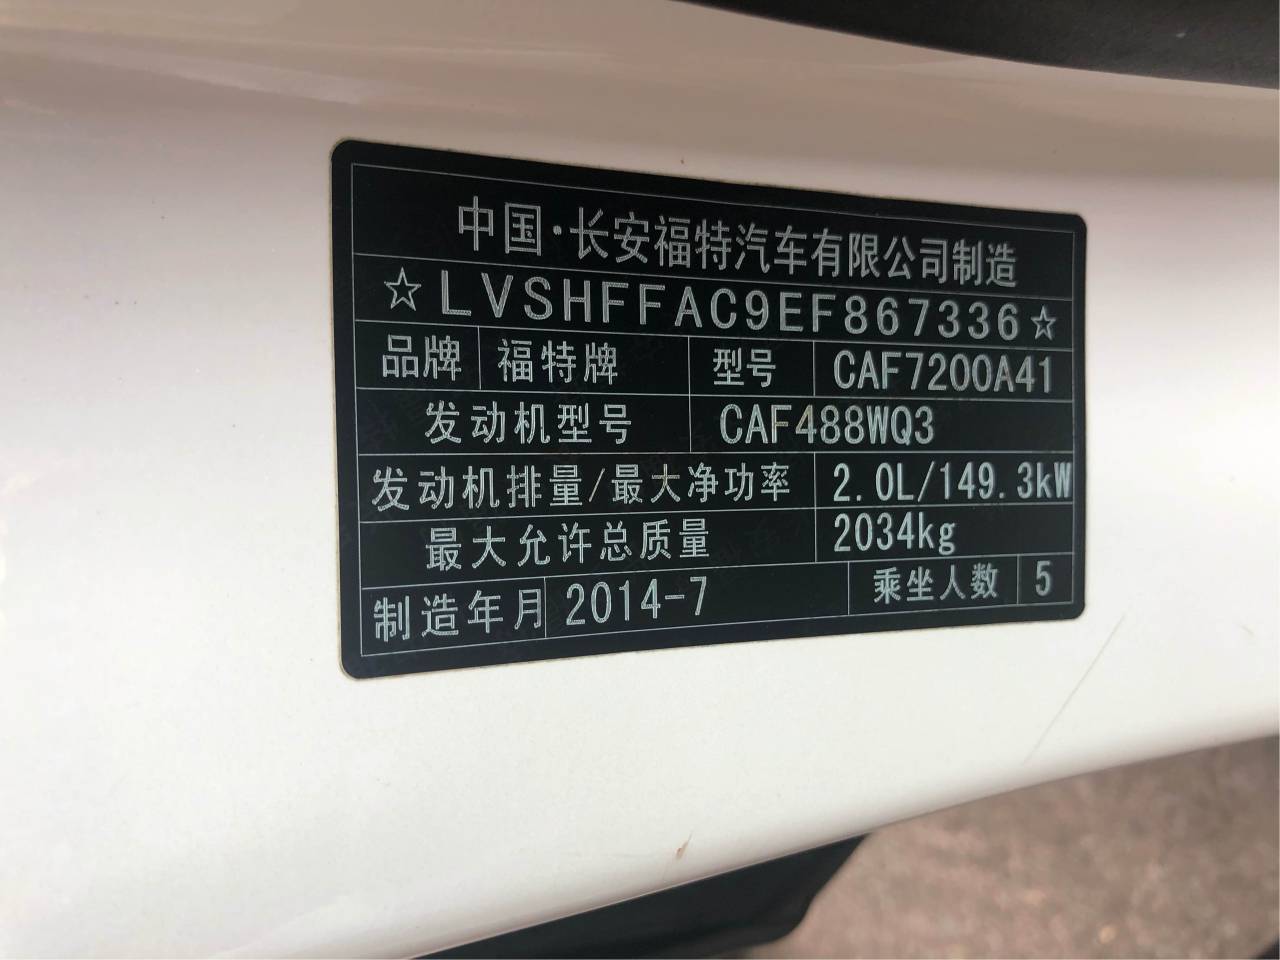 中国·长安福特汽车有限公司制造
☆LVSHFFAC9EF867336☆
品牌 福特牌 型号 CAF7200A41
发动机型号 CAF488WQ3
发动机排量/最大净功率 2.0L/149.3kW
最大允许总质量 2034kg
制造年月 2014-7 乘坐人数 5